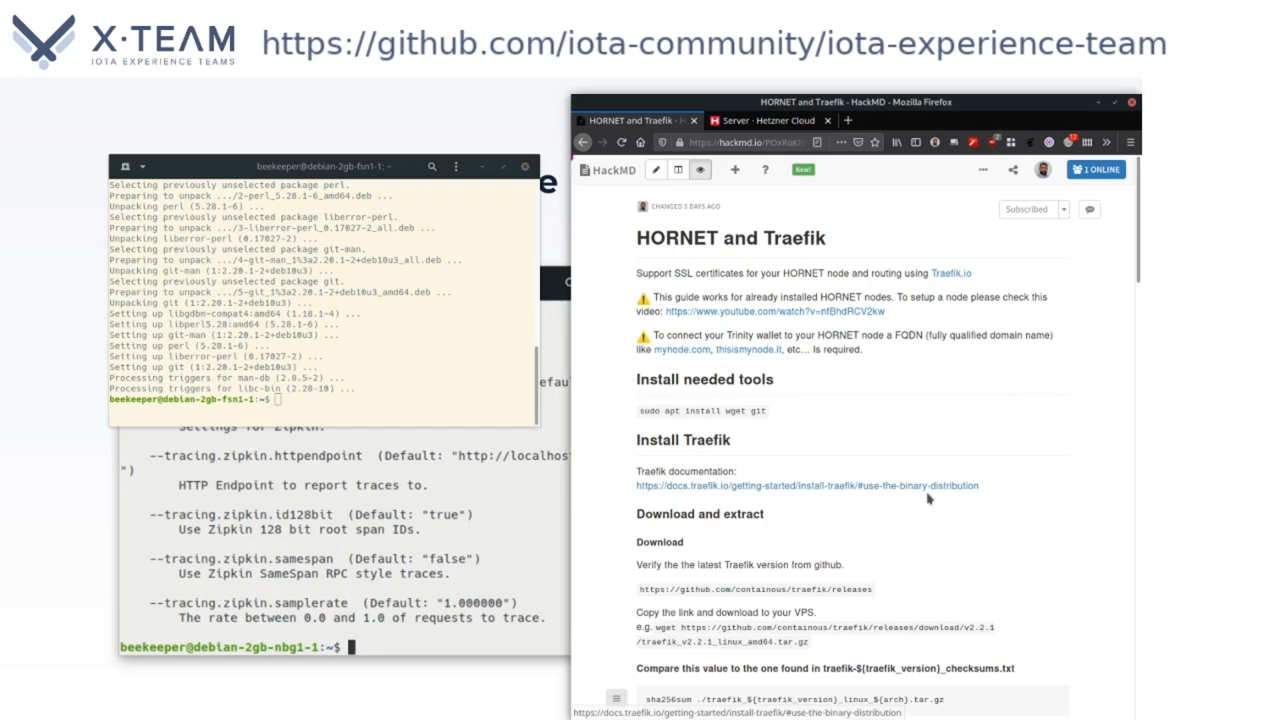 X·TEAM
IOTA EXPERIENCE TEAMS
https://github.com/iota-community/iota-experience-team
beekeeper@debian-2gb-fsn1-1: ~
Selecting previously unselected package perl.
Preparing to unpack .../2-perl_5.28.1-6_amd64.deb ...
Unpacking perl (5.28.1-6) ...
Selecting previously unselected package liberror-perl.
Preparing to unpack .../3-liberror-perl_0.17027-2_all.deb ...
Unpacking liberror-perl (0.17027-2) ...
Selecting previously unselected package git-man.
Preparing to unpack .../4-git-man_1%3a2.20.1-2+deb10u3_all.deb ...
Unpacking git-man (1:2.20.1-2+deb10u3) ...
Selecting previously unselected package git.
Preparing to unpack .../5-git_1%3a2.20.1-2+deb10u3_amd64.deb ...
Unpacking git (1:2.20.1-2+deb10u3) ...
Setting up libgdbm-compat4:amd64 (1.18.1-4) ...
Setting up libperl5.28:amd64 (5.28.1-6) ...
Setting up git-man (1:2.20.1-2+deb10u3) ...
Setting up perl (5.28.1-6) ...
Setting up liberror-perl (0.17027-2) ...
Setting up git (1:2.20.1-2+deb10u3) ...
Processing triggers for man-db (2.8.5-2) ...
Processing triggers for libc-bin (2.28-10) ...
beekeeper@debian-2gb-fsn1-1:~$
e
efau
Settings for Zipkin.
--tracing.zipkin.httpendpoint (Default: "http://localhos
")
HTTP Endpoint to report traces to.
--tracing.zipkin.id128bit (Default: "true")
Use Zipkin 128 bit root span IDs.
--tracing.zipkin.samespan (Default: "false")
Use Zipkin SameSpan RPC style traces.
--tracing.zipkin.samplerate (Default: "1.000000")
The rate between 0.0 and 1.0 of requests to trace.
beekeeper@debian-2gb-nbg1-1:~$
HORNET and Traefik - HackMD - Mozilla Firefox
HORNET and Traefik - H
Server · Hetzner Cloud
https://hackmd.io/
HackMD
New!
1 ONLINE
CHANGED 5 DAYS AGO
Subscribed
HORNET and Traefik
Support SSL certificates for your HORNET node and routing using Traefik.io
This guide works for already installed HORNET nodes. To setup a node please check this
video: https://www.youtube.com/watch?v=nfBhdRCV2kw
To connect your Trinity wallet to your HORNET node a FQDN (fully qualified domain name)
like mynode.com, thisismynode.it, etc... Is required.
Install needed tools
sudo apt install wget git
Install Traefik
Traefik documentation:
https://docs.traefik.io/getting-started/install-traefik/#use-the-binary-distribution
Download and extract
Download
Verify the the latest Traefik version from github.
https://github.com/containous/traefik/releases
Copy the link and download to your VPS.
e.g. wget https://github.com/containous/traefik/releases/download/v2.2.1
/traefik_v2.2.1_linux_amd64.tar.gz
Compare this value to the one found in traefik-${traefik_version}_checksums.txt
sha256sum ./traefik_${traefik_version}_linux_${arch}.tar.gz
https://docs.traefik.io/getting-started/install-traefik/#use-the-binary-distribution